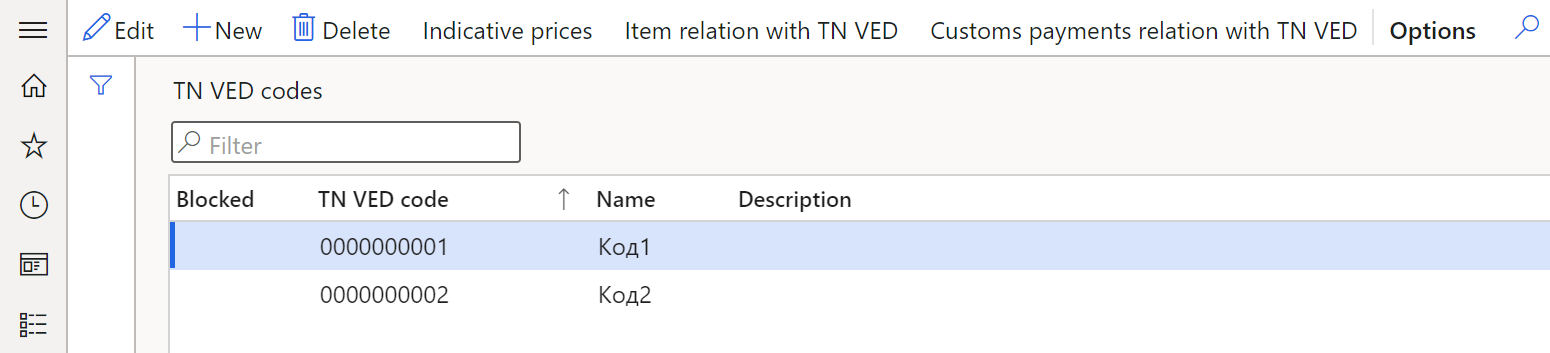 Edit New Delete Indicative prices Item relation with TN VED Customs payments relation with TN VED Options
TN VED codes
Filter
Blocked TN VED code Name Description
0000000001 Код1
0000000002 Код2